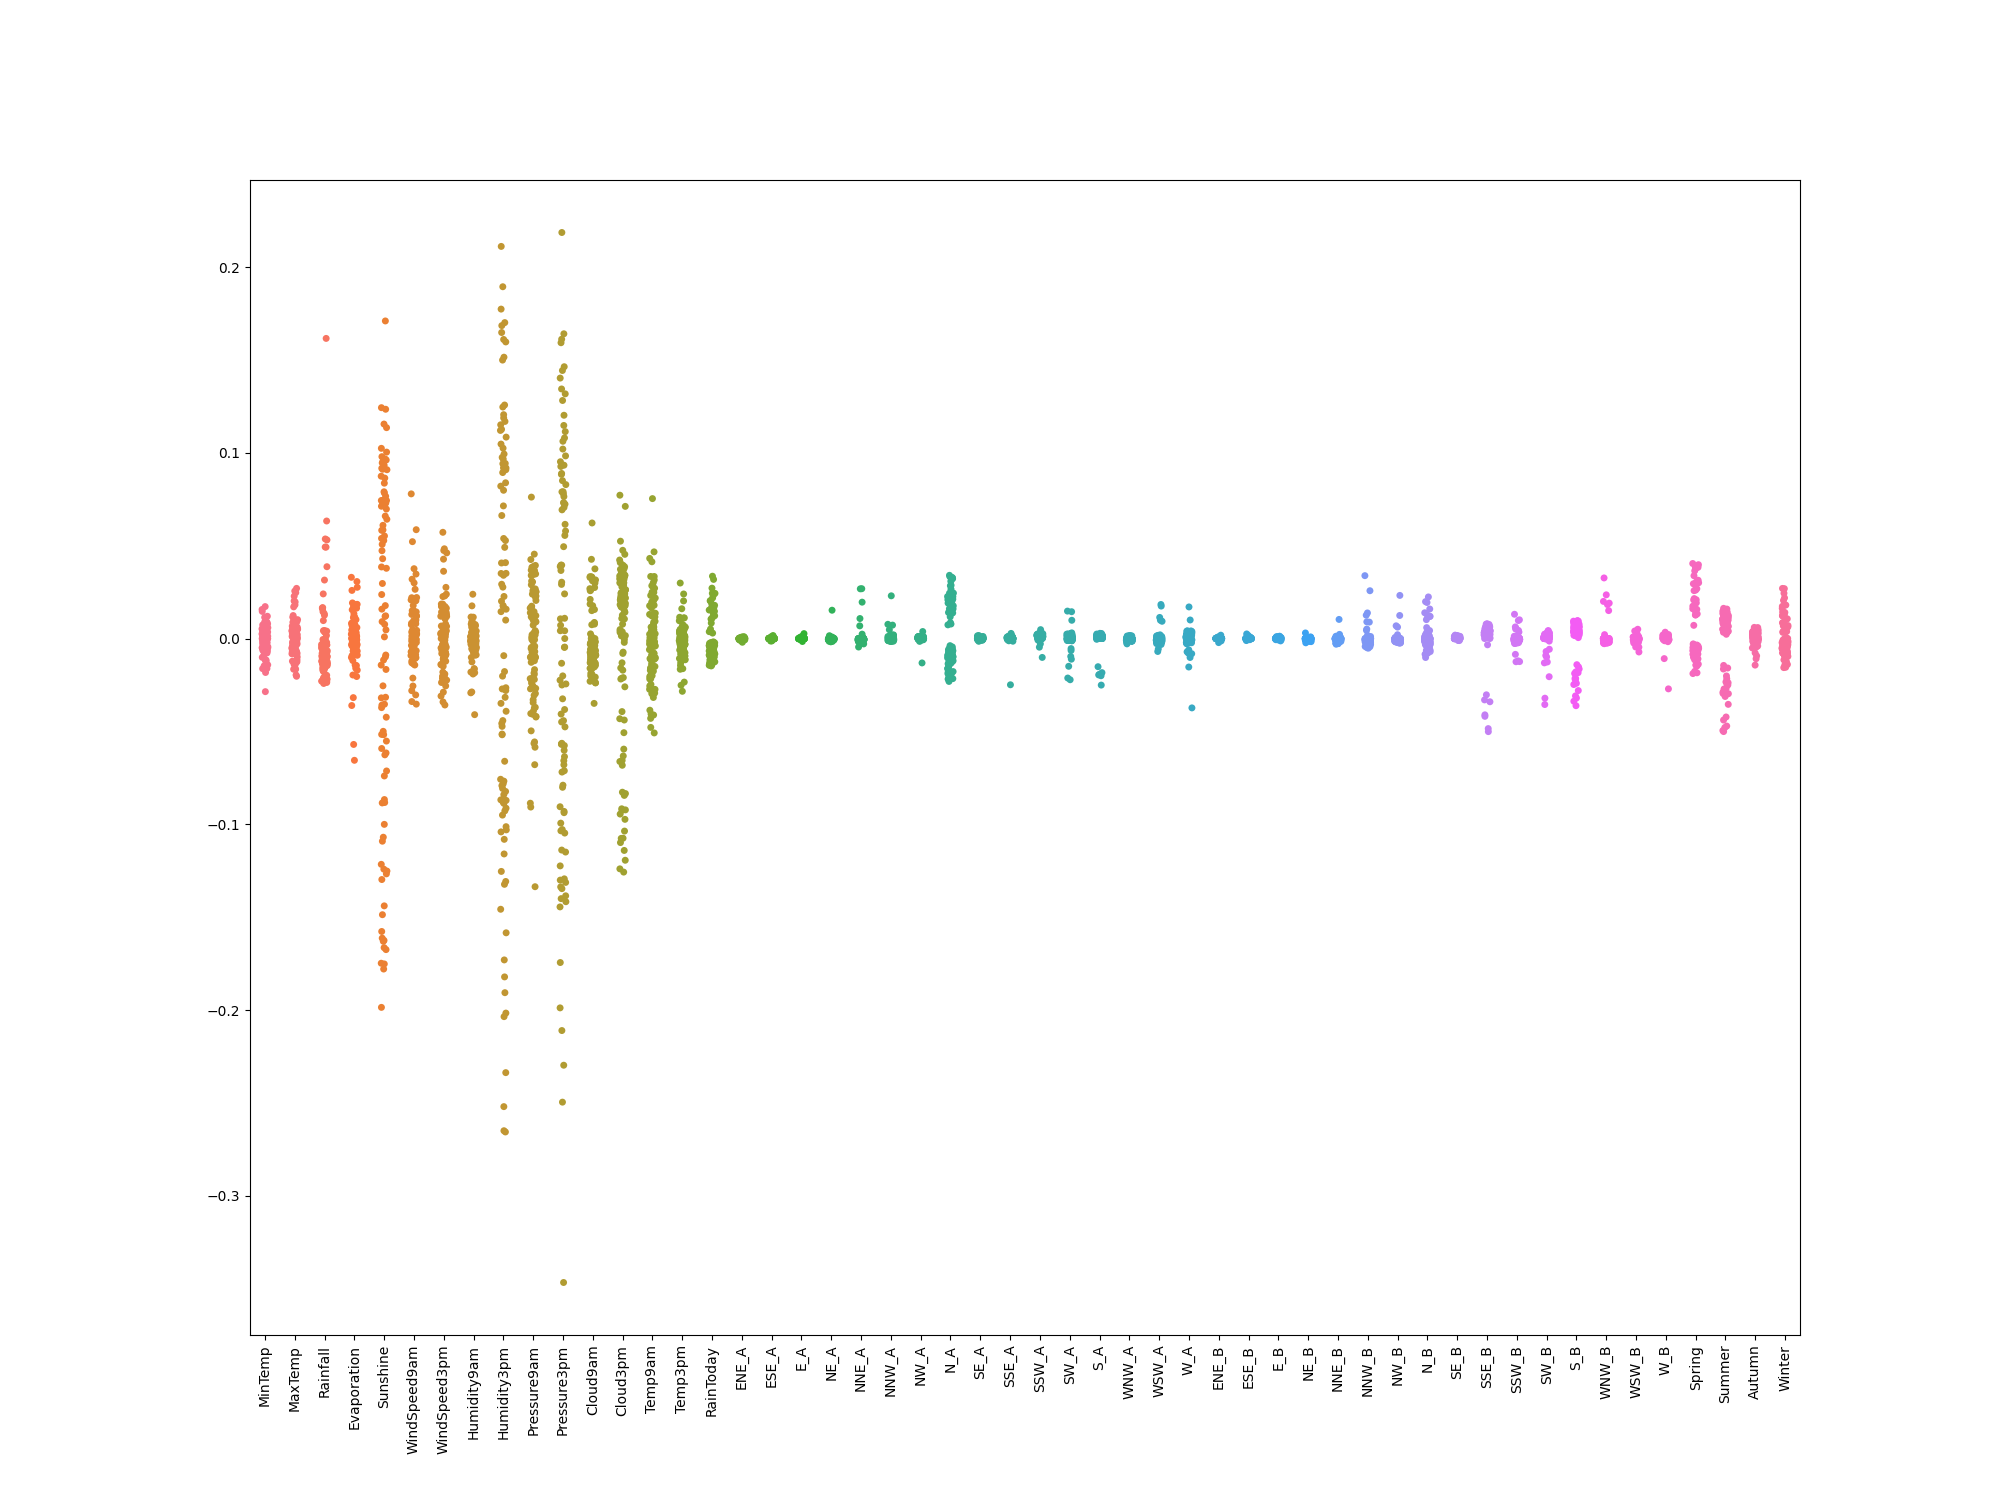 0.2
0.1
0.0
−0.1
−0.2
−0.3
MinTemp
MaxTemp
Rainfall
Evaporation
Sunshine
WindSpeed9am
WindSpeed3pm
Humidity9am
Humidity3pm
Pressure9am
Pressure3pm
Cloud9am
Cloud3pm
Temp9am
Temp3pm
RainToday
ENE_A
ESE_A
E_A
NE_A
NNE_A
NNW_A
NW_A
N_A
SE_A
SSE_A
SSW_A
SW_A
S_A
WNW_A
WSW_A
W_A
ENE_B
ESE_B
E_B
NE_B
NNE_B
NNW_B
NW_B
N_B
SE_B
SSE_B
SSW_B
SW_B
S_B
WNW_B
WSW_B
W_B
Spring
Summer
Autumn
Winhter